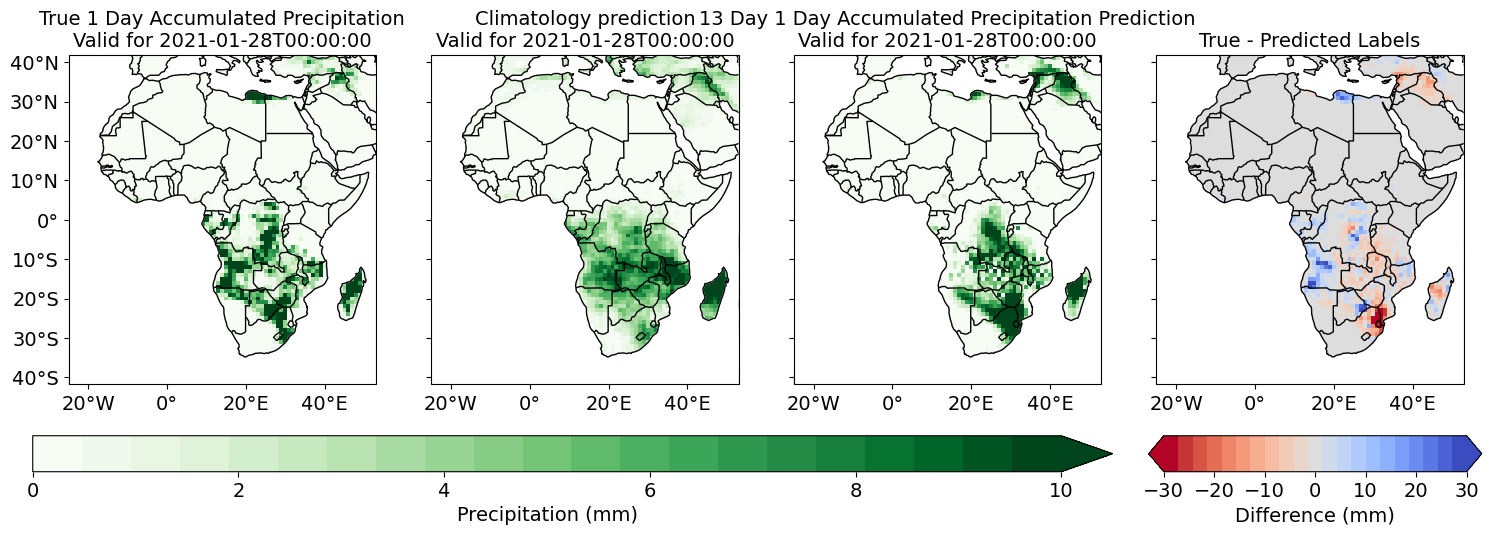 True 1 Day Accumulated Precipitation
Valid for 2021-01-28T00:00:00
Climatology prediction
Valid for 2021-01-28T00:00:00
13 Day 1 Day Accumulated Precipitation Prediction
Valid for 2021-01-28T00:00:00
True - Predicted Labels
40°N
30°N
20°N
10°N
0°
10°S
20°S
30°S
40°S
20°W 0° 20°E 40°E
20°W 0° 20°E 40°E
20°W 0° 20°E 40°E
20°W 0° 20°E 40°E
0 2 4 6 8 10
Precipitation (mm)
−30 −20 −10 0 10 20 30
Difference (mm)